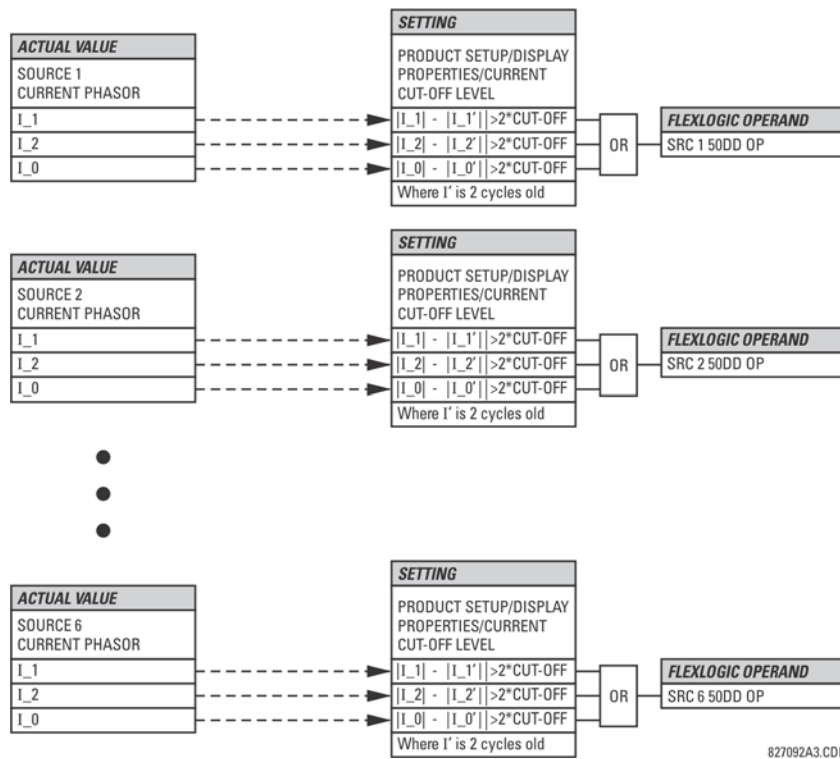 ACTUAL VALUE
SOURCE 1
CURRENT PHASOR
I_1
I_2
I_0
SETTING
PRODUCT SETUP/DISPLAY
PROPERTIES/CURRENT
CUT-OFF LEVEL
||I_1| - |I_1′||>2*CUT-OFF
||I_2| - |I_2′||>2*CUT-OFF
||I_0| - |I_0′||>2*CUT-OFF
Where I′ is 2 cycles old
OR
FLEXLOGIC OPERAND
SRC 1 50DD OP
ACTUAL VALUE
SOURCE 2
CURRENT PHASOR
I_1
I_2
I_0
SETTING
PRODUCT SETUP/DISPLAY
PROPERTIES/CURRENT
CUT-OFF LEVEL
||I_1| - |I_1′||>2*CUT-OFF
||I_2| - |I_2′||>2*CUT-OFF
||I_0| - |I_0′||>2*CUT-OFF
Where I′ is 2 cycles old
OR
FLEXLOGIC OPERAND
SRC 2 50DD OP
ACTUAL VALUE
SOURCE 6
CURRENT PHASOR
I_1
I_2
I_0
SETTING
PRODUCT SETUP/DISPLAY
PROPERTIES/CURRENT
CUT-OFF LEVEL
||I_1| - |I_1′||>2*CUT-OFF
||I_2| - |I_2′||>2*CUT-OFF
||I_0| - |I_0′||>2*CUT-OFF
Where I′ is 2 cycles old
OR
FLEXLOGIC OPERAND
SRC 6 50DD OP
827092A3.CD